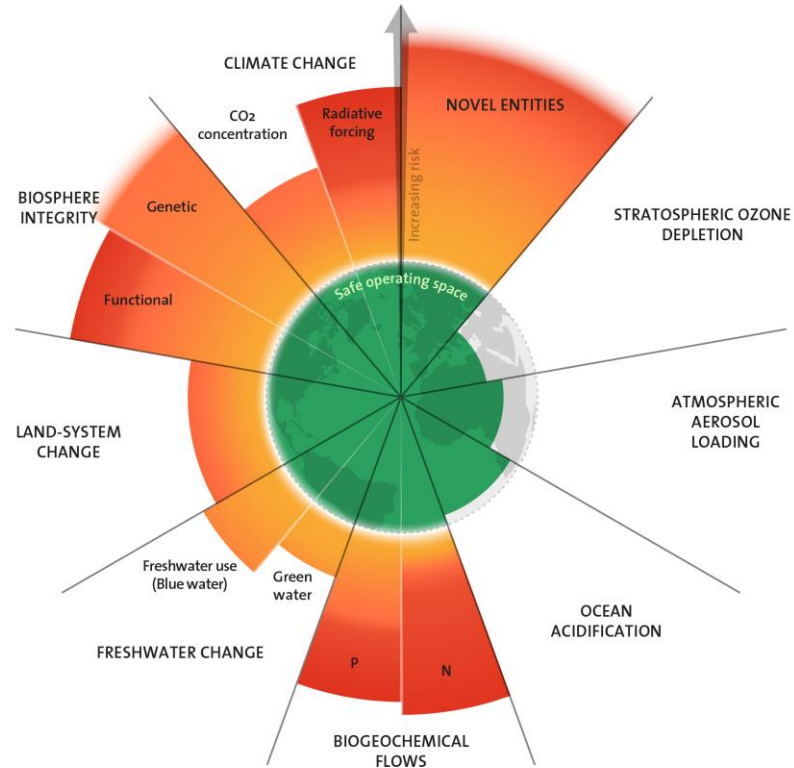 CLIMATE CHANGE
CO2
concentration
Radiative
forcing
NOVEL ENTITIES
Increasing risk
BIOSPHERE
INTEGRITY
Genetic
Functional
STRATOSPHERIC OZONE
DEPLETION
Safe operating space
LAND-SYSTEM
CHANGE
ATMOSPHERIC
AEROSOL
LOADING
Freshwater use
(Blue water)
Green
water
FRESHWATER CHANGE
OCEAN
ACIDIFICATION
P
N
BIOGEOCHEMICAL
FLOWS